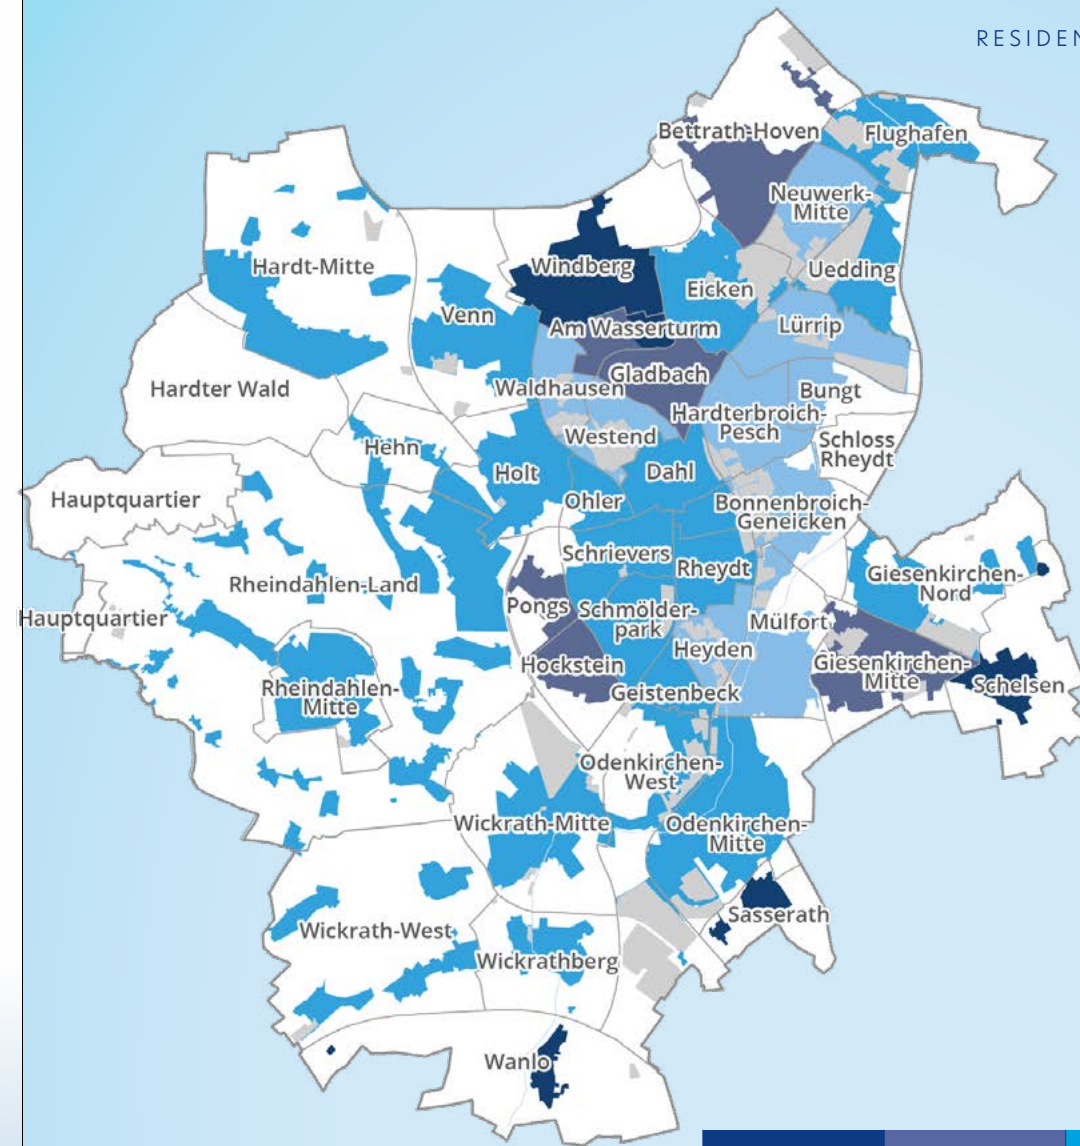 RESIDEN
Bettrath-Hoven
Flughafen
Neuwerk-
Mitte
Hardt-Mitte
Windberg
Uedding
Eicken
Venn
Am Wasserturm
Lürrip
Gladbach
Hardter Wald
Waldhausen
Bungt
Hardterbroich-
Pesch
Westend
Schloss
Rheydt
Hehn
Holt
Dahl
Hauptquartier
Ohler
Bonnenbroich-
Geneicken
Schrievers
Rheydt
Giesenkirchen-
Nord
Rheindahlen-Land
Pongs
Schmölder-
park
Hauptquartier
Mülfort
Heyden
Hockstein
Giesenkirchen-
Mitte
Schelsen
Rheindahlen-
Mitte
Geistenbeck
Odenkirchen-
West
Wickrath-Mitte
Odenkirchen-
Mitte
Sasserath
Wickrath-West
Wickrathberg
Wanlo